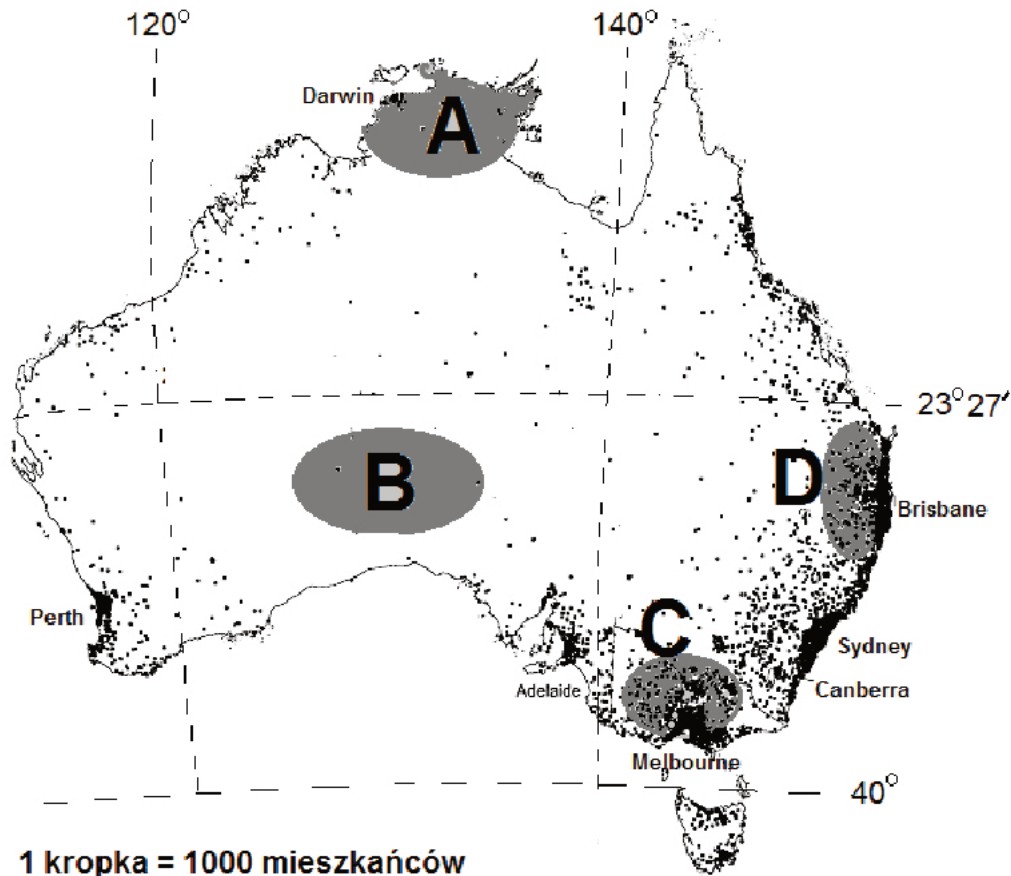 120°
140°
Darwin
A
23°27′
B
D
Brisbane
Perth
C
Sydney
Adelaide
Canberra
Melbourne
40°
1 kropka = 1000 mieszkańców